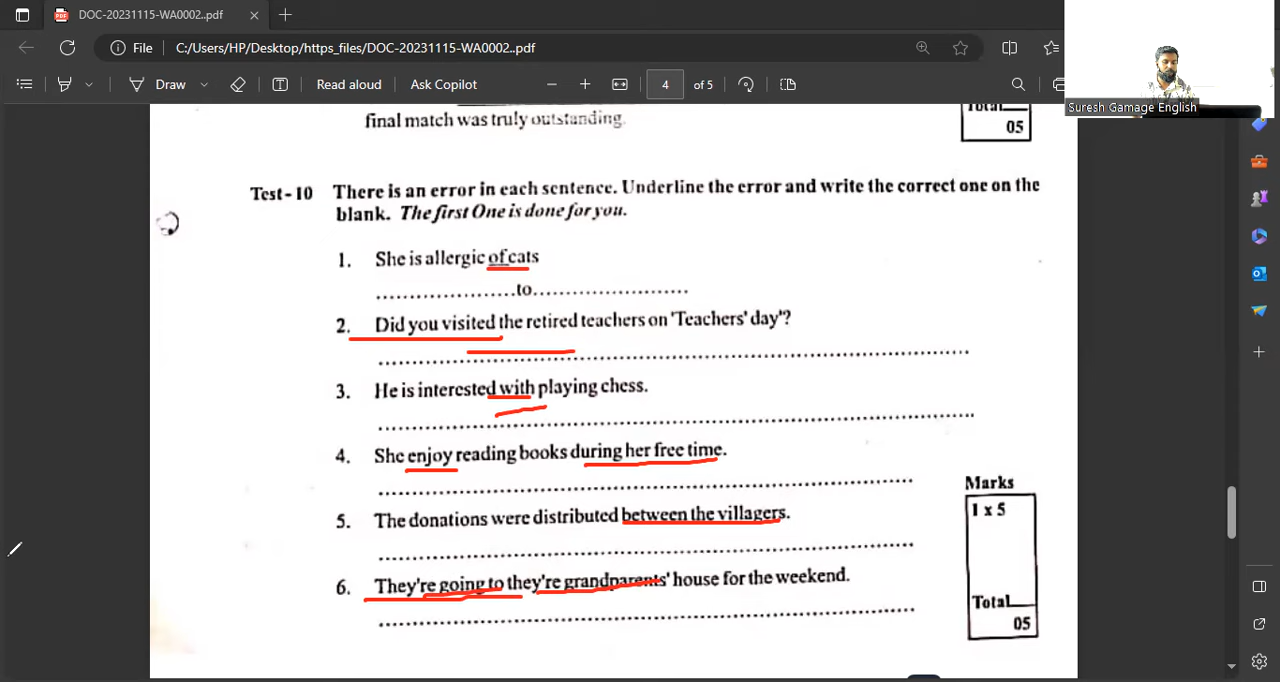 DOC-20231115-WA0002..pdf
File
C:/Users/HP/Desktop/https_files/DOC-20231115-WA0002..pdf
Draw
Read aloud
Ask Copilot
4 of 5
Suresh Gamage English
final match was truly outstanding.
Total
05
Test - 10 There is an error in each sentence. Underline the error and write the correct one on the
blank. The first One is done for you.
1. She is allergic of cats
.....................to........................
2. Did you visited the retired teachers on 'Teachers' day'?
3. He is interested with playing chess.
4. She enjoy reading books during her free time.
5. The donations were distributed between the villagers.
6. They're going to they're grandparents' house for the weekend.
Marks
1 x 5
Total
05